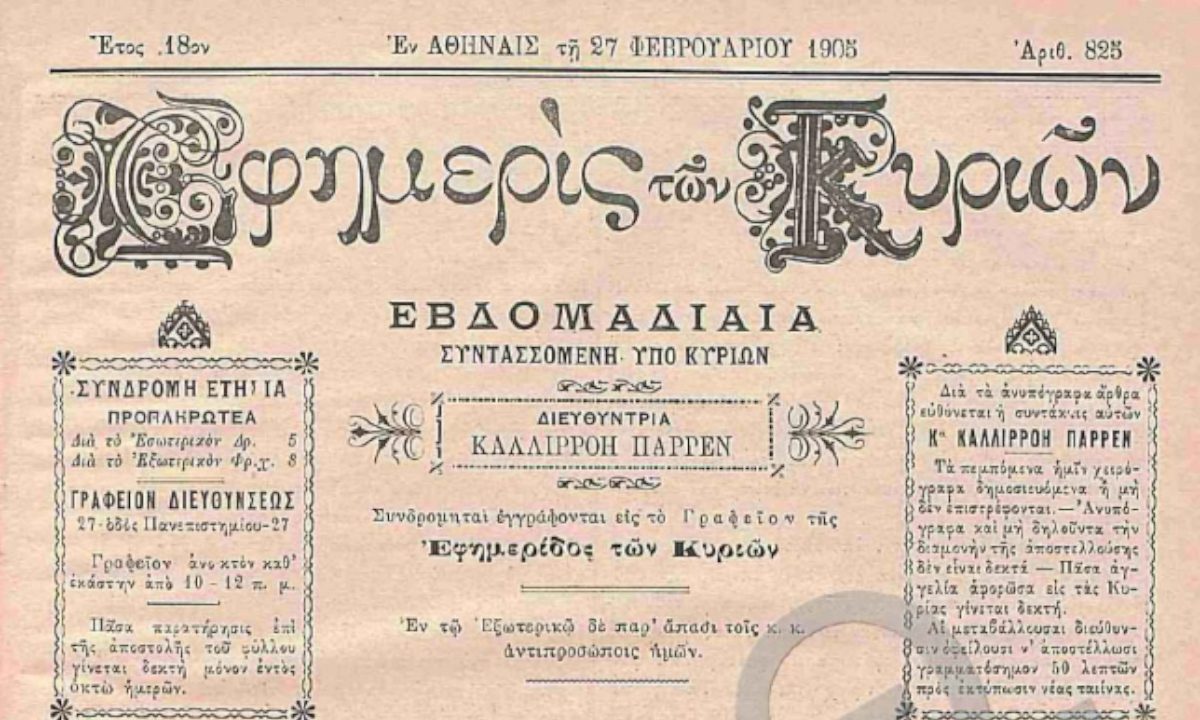 Ἔτος 18ον
Ἐν ΑΘΗΝΑΙΣ τῇ 27 ΦΕΒΡΟΥΑΡΙΟΥ 1905
Ἀριθ. 825
Ἐφημερὶς τῶν Κυριῶν
ΕΒΔΟΜΑΔΙΑΙΑ
ΣΥΝΤΑΣΣΟΜΕΝΗ ΥΠΟ ΚΥΡΙΩΝ
ΔΙΕΥΘΥΝΤΡΙΑ
ΚΑΛΛΙΡΡΟΗ ΠΑΡΡΕΝ
Συνδρομηταὶ ἐγγράφονται εἰς τὸ Γραφεῖον τῆς
Ἐφημερίδος τῶν Κυριῶν
Ἐν τῷ Ἐξωτερικῷ δὲ παρ' ἅπασι τοῖς κ. κ.
ἀντιπροσώποις ἡμῶν.
ΣΥΝΔΡΟΜΗ ΕΤΗΣΙΑ
ΠΡΟΠΛΗΡΩΤΕΑ
Διὰ τὸ Ἐσωτερικὸν Δρ. 5
Διὰ τὸ Ἐξωτερικὸν Φρ.χ. 8
ΓΡΑΦΕΙΟΝ ΔΙΕΥΘΥΝΣΕΩΣ
27-ὁδὸς Πανεπιστημίου-27
Γραφεῖον ἀνοικτὸν καθ'
ἑκάστην ἀπὸ 10 - 12 π. μ.
Πᾶσα παρατήρησις ἐπὶ
τῆς ἀποστολῆς τοῦ φύλλου
γίνεται δεκτὴ μόνον ἐντὸς
ὀκτὼ ἡμερῶν.
Διὰ τὰ ἀνυπόγραφα ἄρθρα
εὐθύνεται ἡ συντάκτις αὐτῶν
Κα ΚΑΛΛΙΡΡΟΗ ΠΑΡΡΕΝ
Τὰ πεμπόμενα ἡμῖν χειρό-
γραφα δημοσιευόμενα ἢ μὴ
δὲν ἐπιστρέφονται.—Ἀνυπό-
γραφα καὶ μὴ δηλοῦντα τὴν
διαμονὴν τῆς ἀποστελλούσης
δὲν εἶναι δεκτά — Πᾶσα ἀγ-
γελία ἀφορῶσα εἰς τὰς Κυ-
ρίας γίνεται δεκτή.
Αἱ μεταβάλλουσαι διεύθυν-
σιν ὀφείλουσι ν' ἀποστέλλωσι
γραμματόσημον 50 λεπτῶν
πρὸς ἐκτύπωσιν νέας ταινίας.